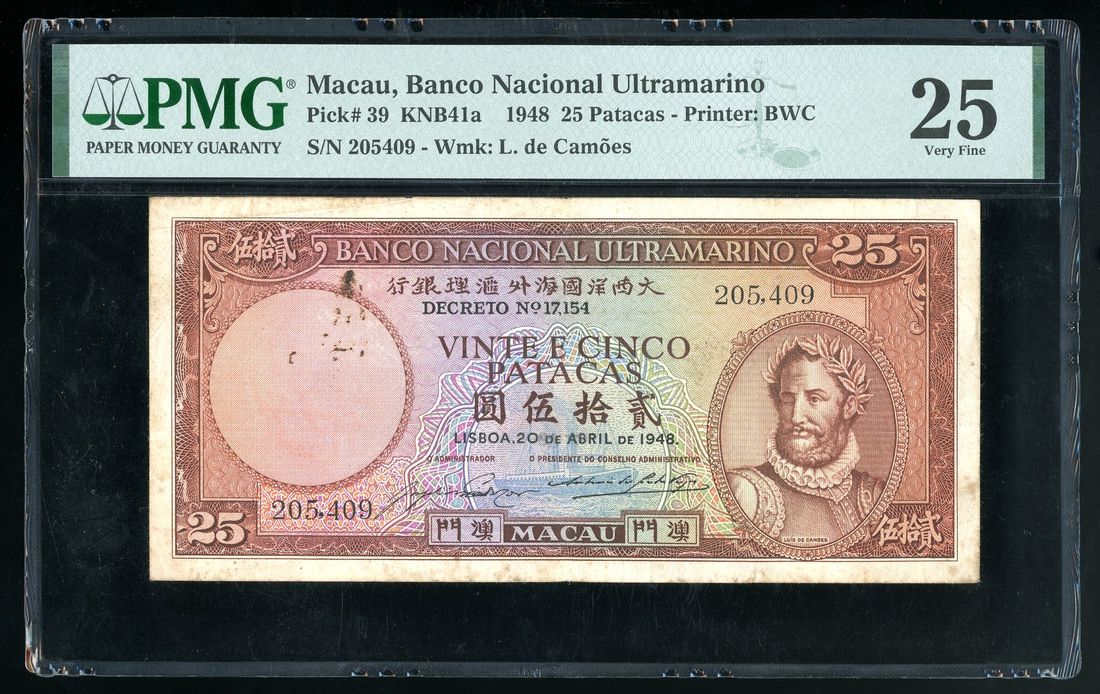 PMG®
PAPER MONEY GUARANTY
Macau, Banco Nacional Ultramarino
Pick# 39 KNB41a 1948 25 Patacas - Printer: BWC
S/N 205409 - Wmk: L. de Camões
25
Very Fine
伍拾貳
BANCO NACIONAL ULTRAMARINO
25
行銀理滙外海國洋西大
DECRETO Nº 17,154
205,409
VINTE E CINCO
PATACAS
圓伍拾貳
LISBOA, 20 DE ABRIL DE 1948.
O ADMINISTRADOR
O PRESIDENTE DO CONSELHO ADMINISTRATIVO
205,409
25
門澳
MACAU
門澳
LUÍS DE CAMÕES
伍拾貳